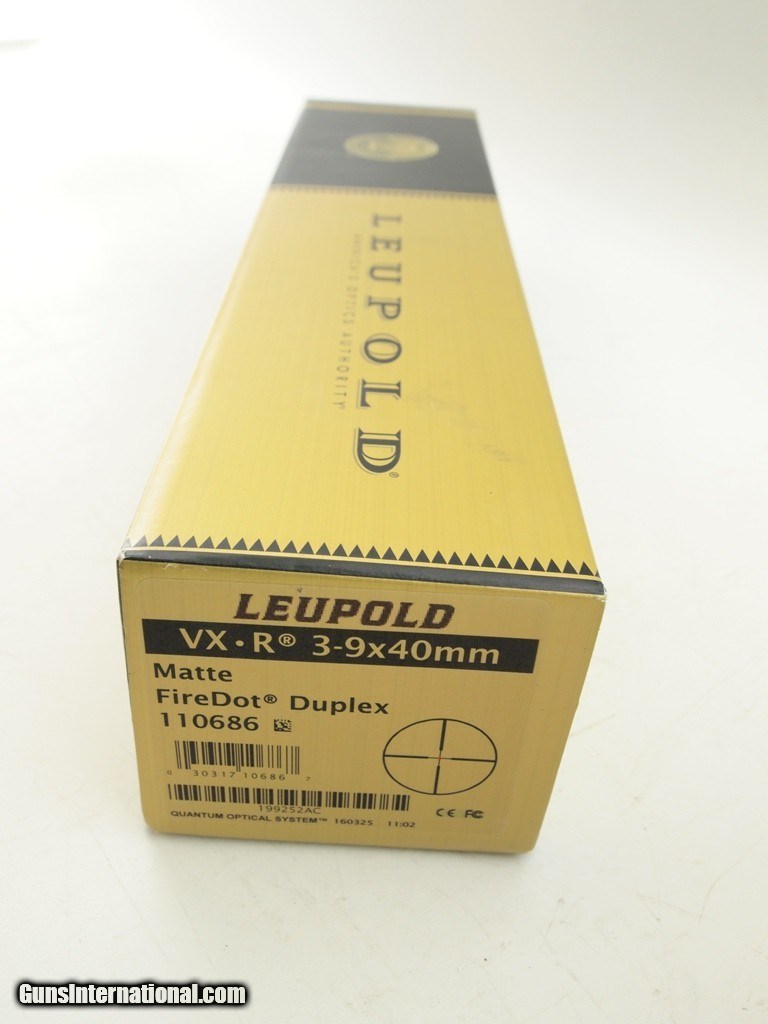 LEUPOLD®
AMERICA'S OPTICS AUTHORITY
LEUPOLD
VX·R® 3-9x40mm
Matte
FireDot® Duplex
110686
0 30317 10686 7
199252AC
QUANTUM OPTICAL SYSTEM™ 160325 11:02
CE FC
GunsInternational.com